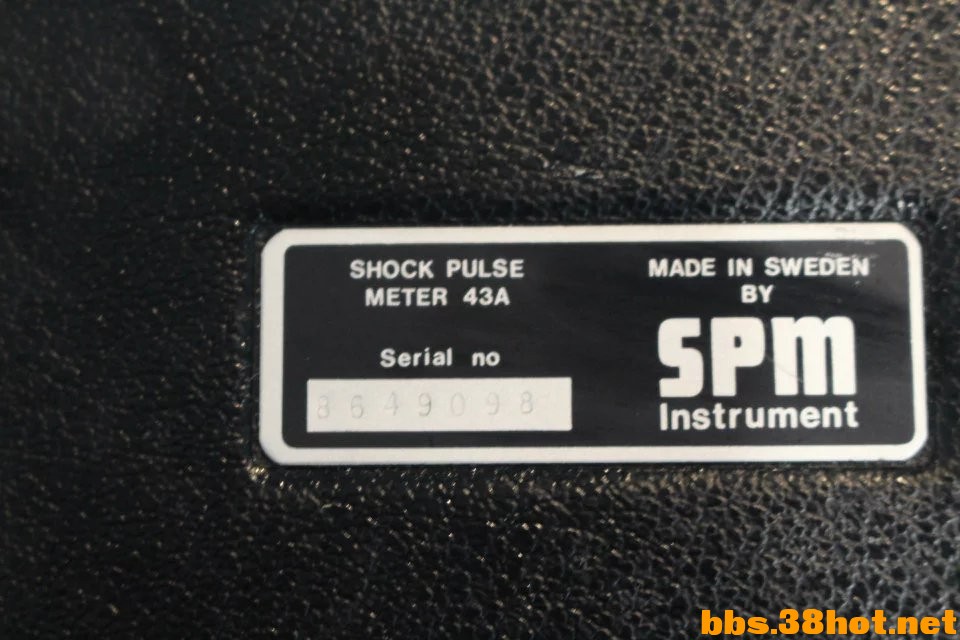 SHOCK PULSE
METER 43A
Serial no
8649098
MADE IN SWEDEN
BY
SPM
Instrument
bbs.38hot.net